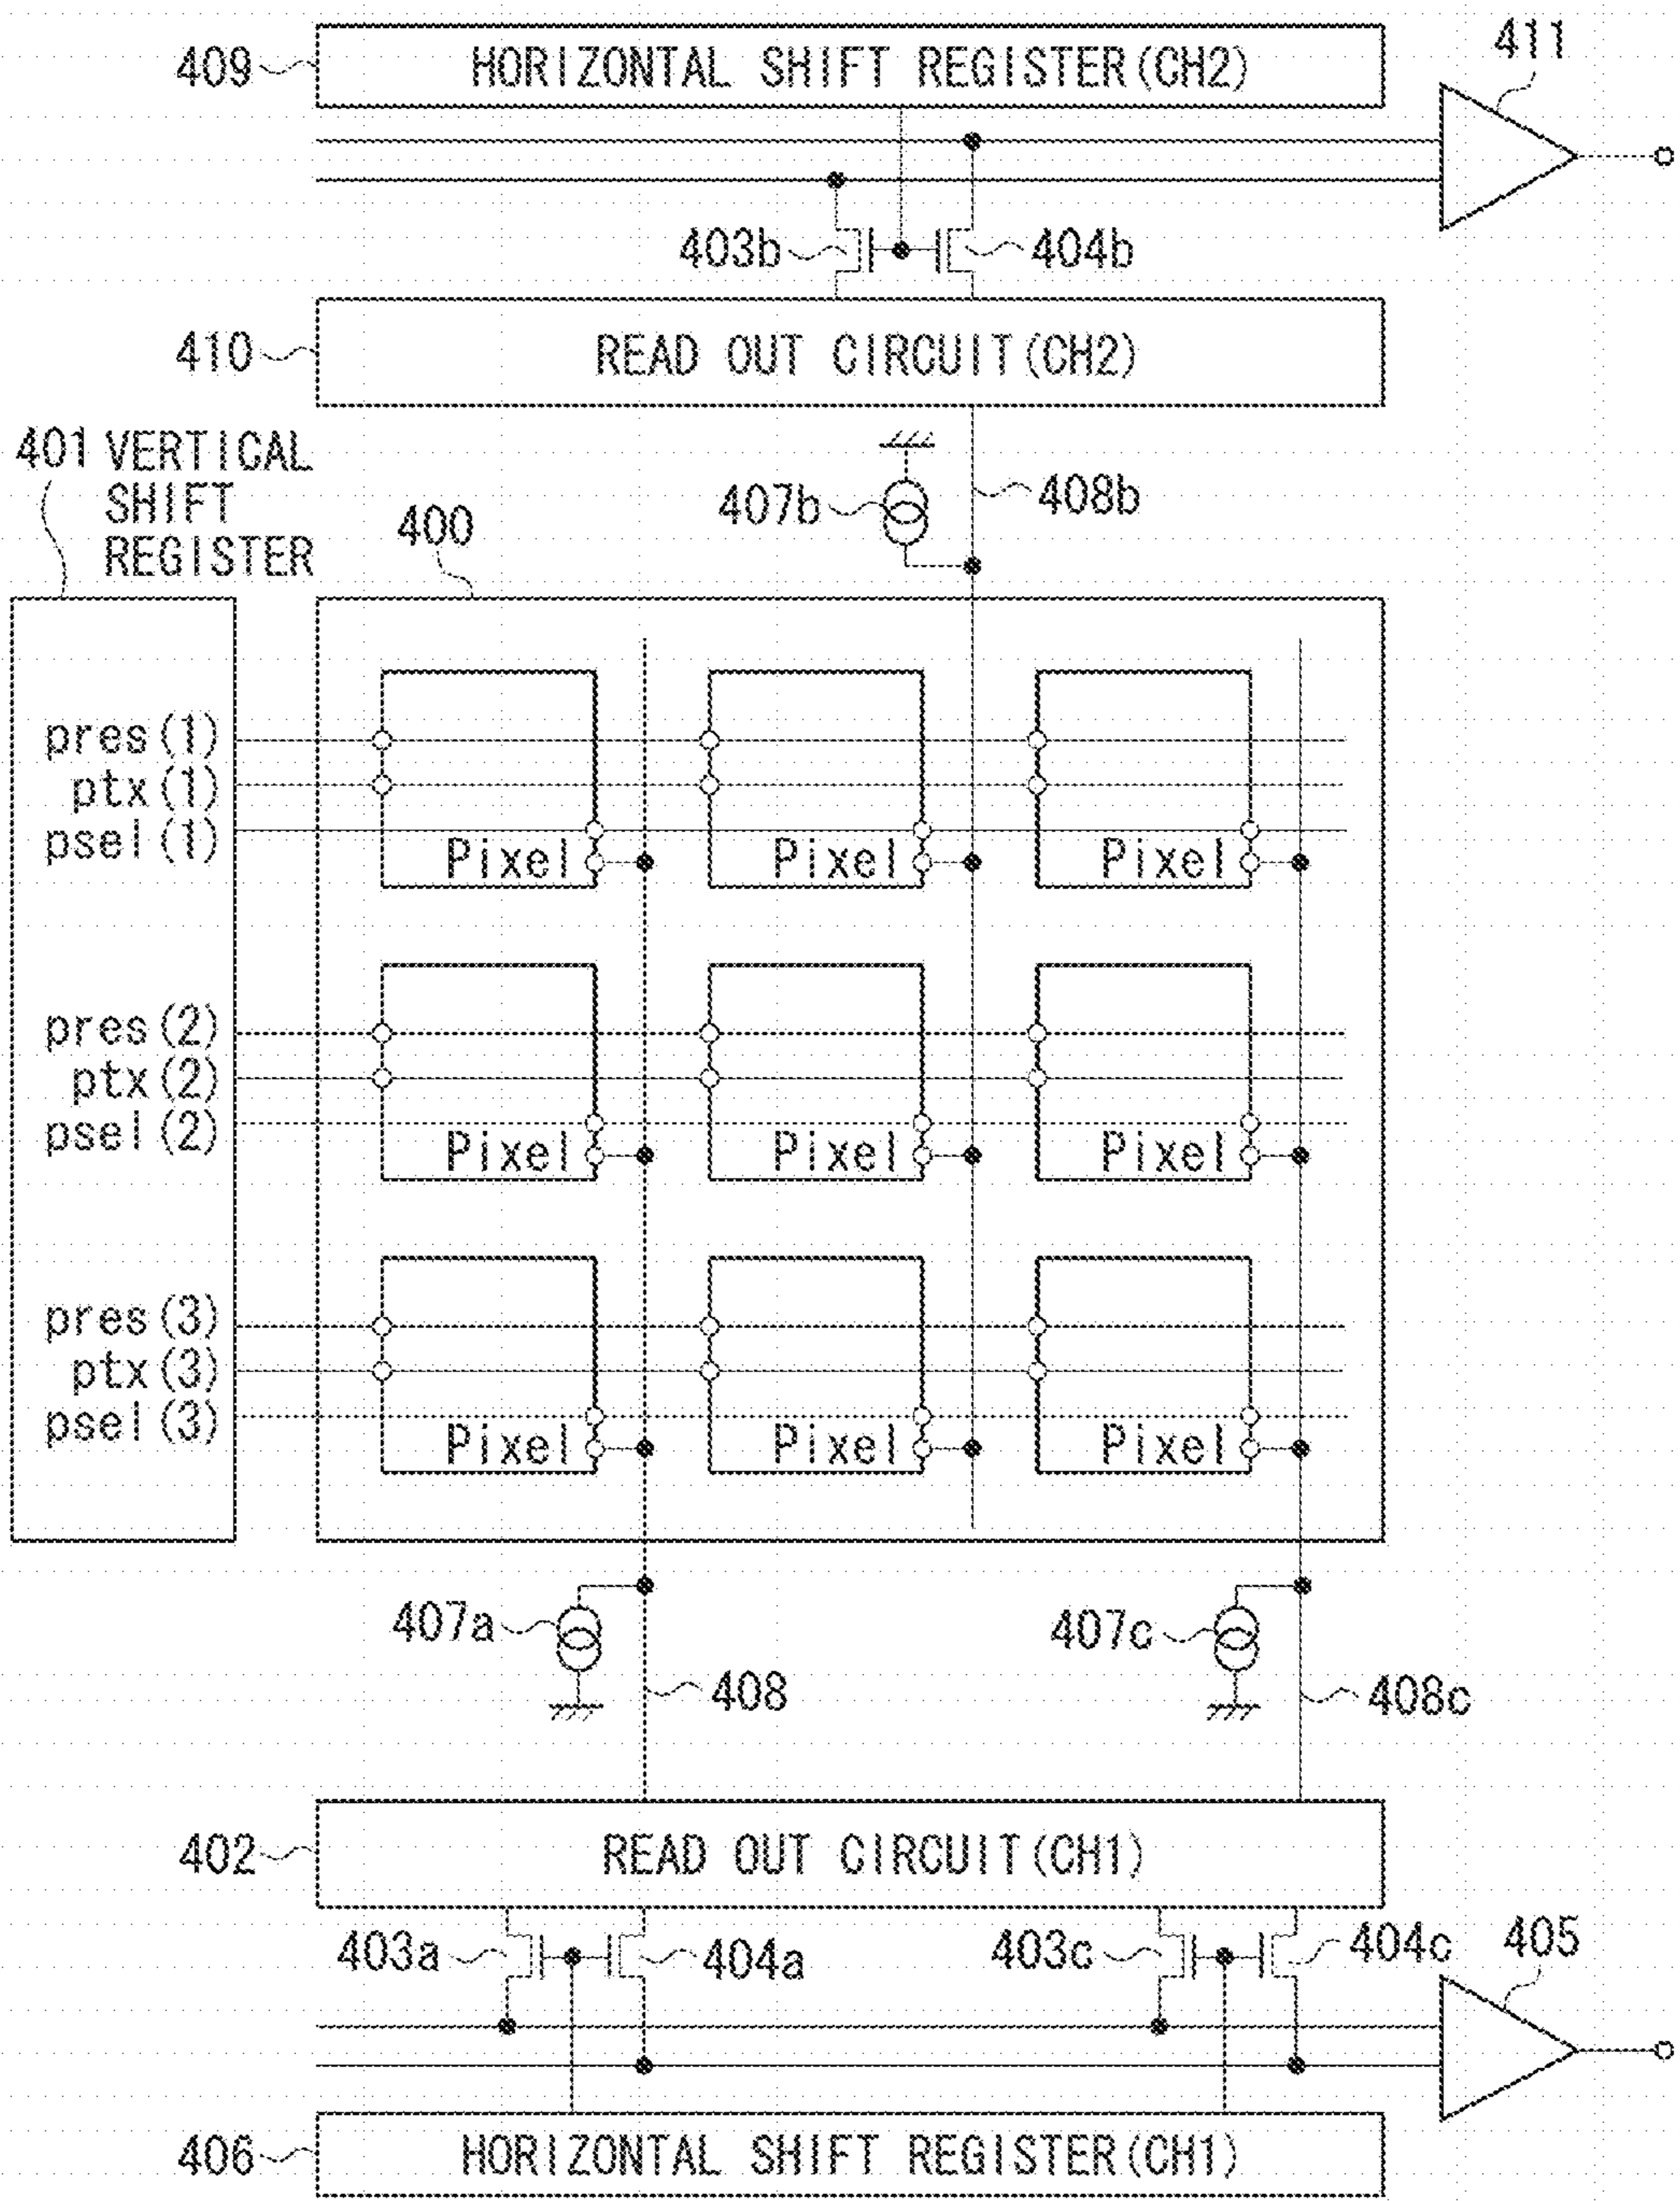 409
HORIZONTAL SHIFT REGISTER(CH2)
411
403b
404b
410
READ OUT CIRCUIT(CH2)
401 VERTICAL
SHIFT
REGISTER
400
407b
408b
pres(1)
ptx(1)
psel(1)
Pixel
Pixel
Pixel
pres(2)
ptx(2)
psel(2)
Pixel
Pixel
Pixel
pres(3)
ptx(3)
psel(3)
Pixel
Pixel
Pixel
407a
408
407c
408c
402
READ OUT CIRCUIT(CH1)
403a
404a
403c
404c
405
406
HORIZONTAL SHIFT REGISTER(CH1)